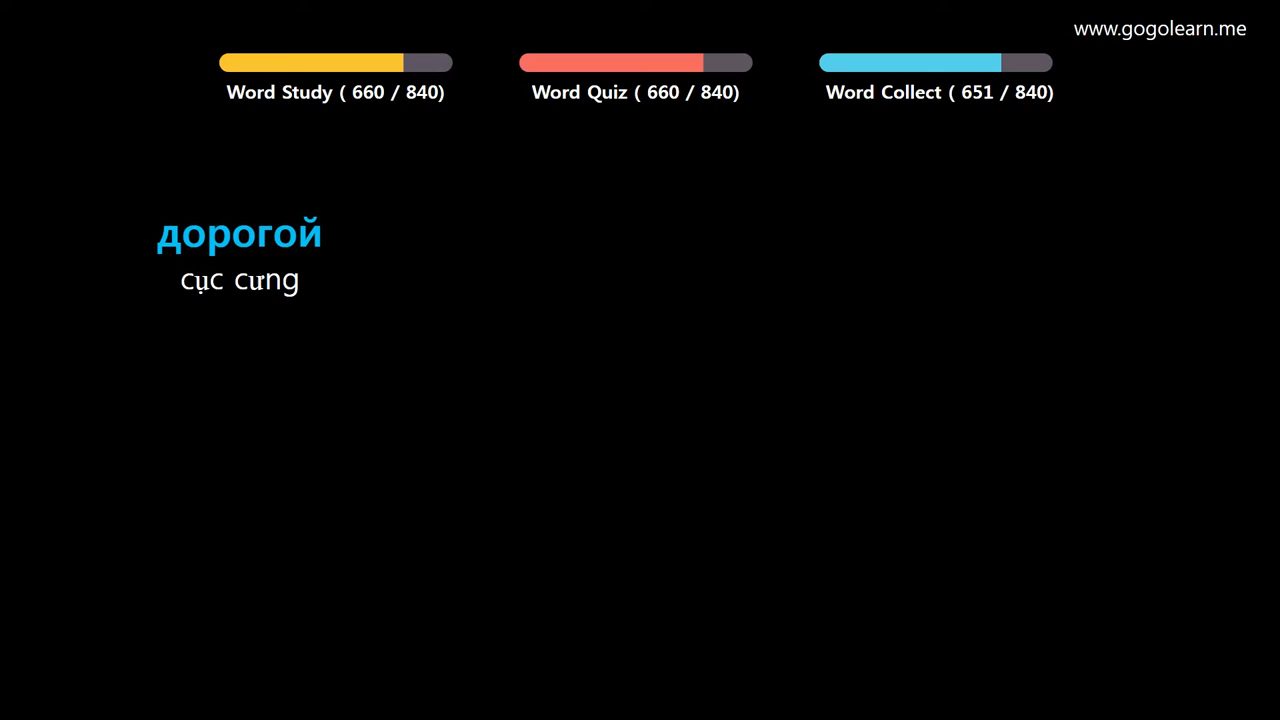 www.gogolearn.me
Word Study ( 660 / 840)
Word Quiz ( 660 / 840)
Word Collect ( 651 / 840)
дорогой
cục cưng